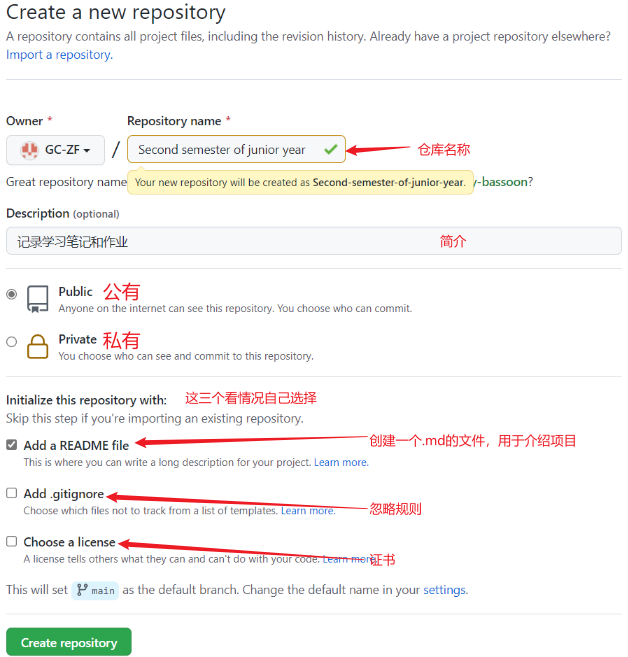 Create a new repository
A repository contains all project files, including the revision history. Already have a project repository elsewhere?
Import a repository.
Owner *
Repository name *
GC-ZF
/
Second semester of junior year
仓库名称
Great repository name
Your new repository will be created as Second-semester-of-junior-year.
y-bassoon?
Description (optional)
记录学习笔记和作业
简介
Public 公有
Anyone on the internet can see this repository. You choose who can commit.
Private 私有
You choose who can see and commit to this repository.
Initialize this repository with: 这三个看情况自己选择
Skip this step if you're importing an existing repository.
Add a README file
创建一个.md的文件，用于介绍项目
This is where you can write a long description for your project. Learn more.
Add .gitignore
Choose which files not to track from a list of templates. Learn more.
忽略规则
Choose a license
A license tells others what they can and can't do with your code. Learn more.
证书
This will set main as the default branch. Change the default name in your settings.
Create repository